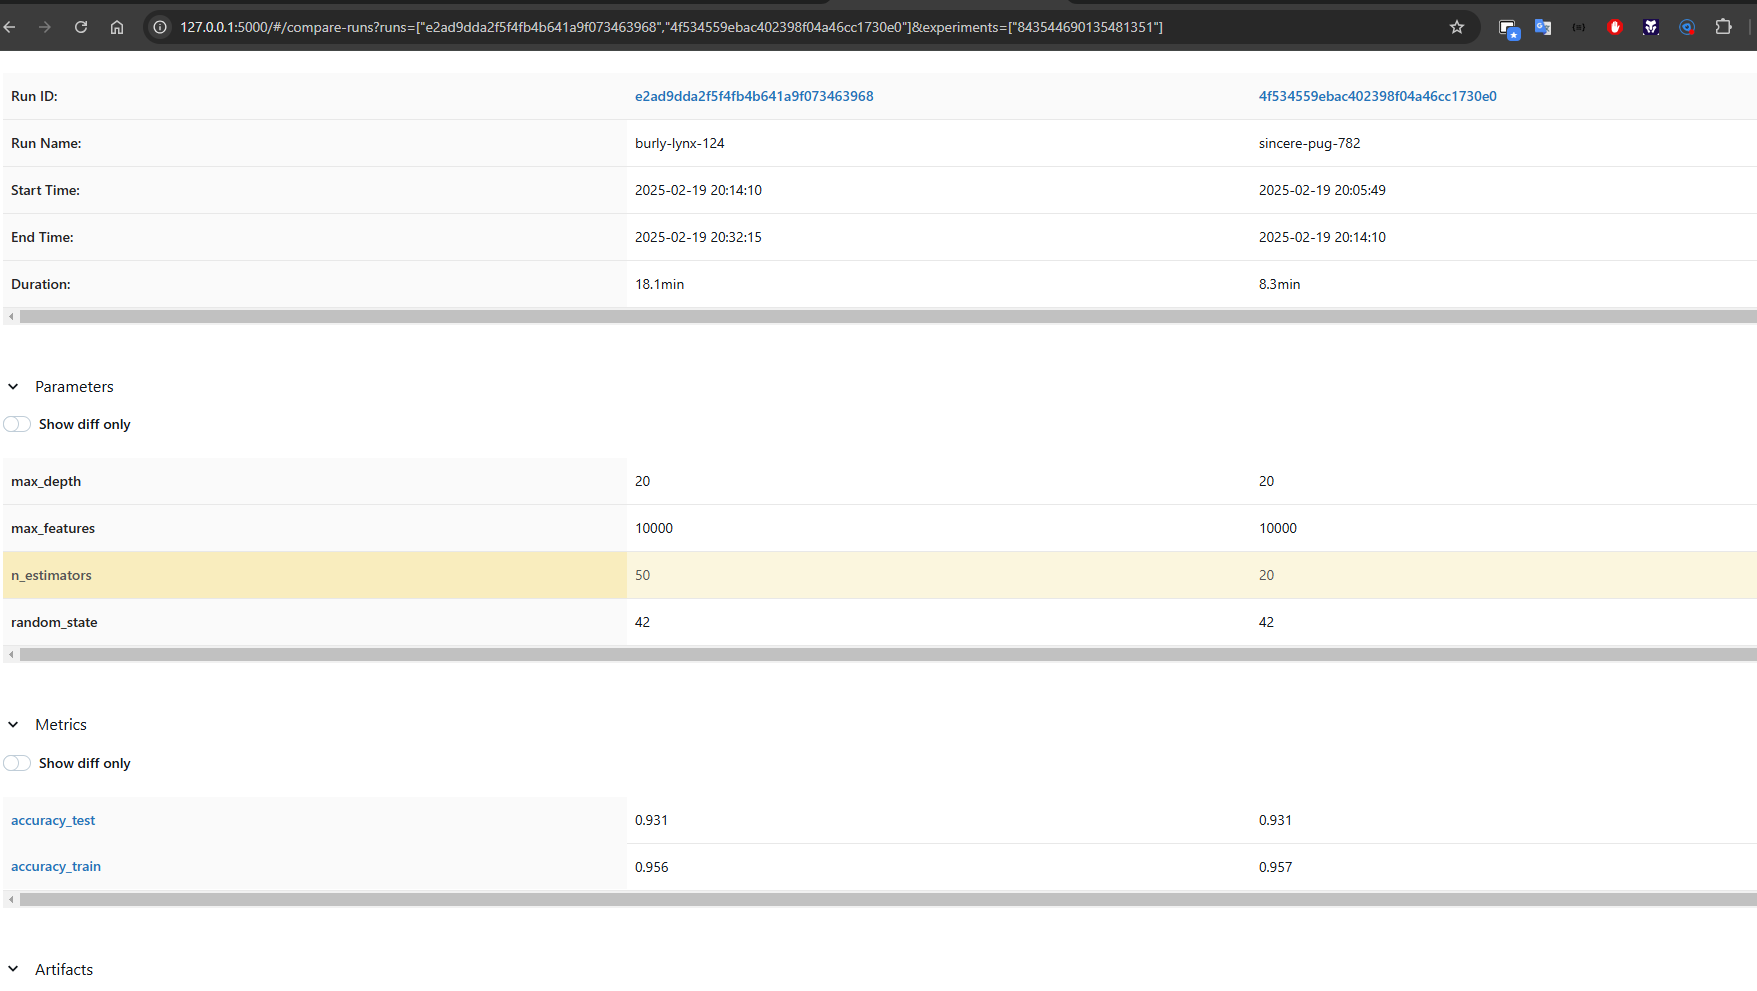 127.0.0.1:5000/#/compare-runs?runs=["e2ad9dda2f5f4fb4b641a9f073463968","4f534559ebac402398f04a46cc1730e0"]&experiments=["843544690135481351"]
Run ID: e2ad9dda2f5f4fb4b641a9f073463968 4f534559ebac402398f04a46cc1730e0
Run Name: burly-lynx-124 sincere-pug-782
Start Time: 2025-02-19 20:14:10 2025-02-19 20:05:49
End Time: 2025-02-19 20:32:15 2025-02-19 20:14:10
Duration: 18.1min 8.3min
Parameters
Show diff only
max_depth 20 20
max_features 10000 10000
n_estimators 50 20
random_state 42 42
Metrics
Show diff only
accuracy_test 0.931 0.931
accuracy_train 0.956 0.957
Artifacts